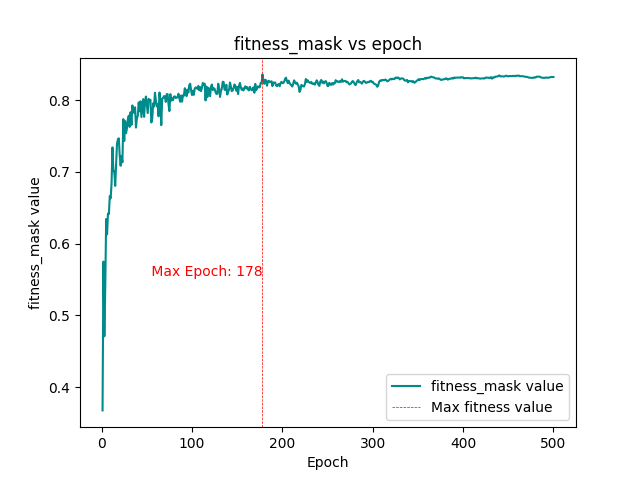 fitness_mask vs epoch
fitness_mask value
0.8
0.7
0.6
0.5
0.4
Max Epoch: 178
fitness_mask value
Max fitness value
0
100
200
300
400
500
Epoch